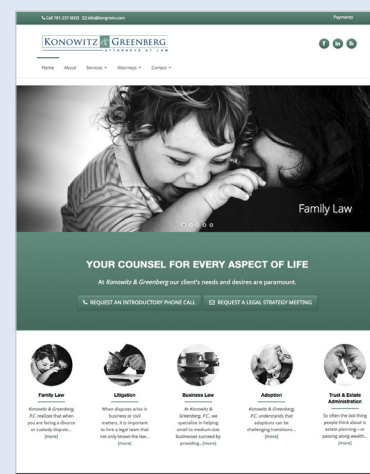 Call 781-237-0033 info@kongreen.com Payments
KONOWITZ & GREENBERG
ATTORNEYS AT LAW
Home About Services Attorneys Contact
Family Law
YOUR COUNSEL FOR EVERY ASPECT OF LIFE
At Konowitz & Greenberg our client's needs and desires are paramount.
REQUEST AN INTRODUCTORY PHONE CALL REQUEST A LEGAL STRATEGY MEETING
Family Law
Konowitz & Greenberg,
P.C. realizes that when
you are facing a divorce
or custody dispute...
[more]
Litigation
When disputes arise in
business or civil
matters, it is important
to hire a legal team that
not only knows the law...
[more]
Business Law
At Konowitz &
Greenberg, P.C., we
specialize in helping
small to medium-size
businesses succeed by
providing...[more]
Adoption
Konowitz & Greenberg,
P.C. understands that
adoptions can be
challenging transitions...
[more]
Trust & Estate
Administration
So often the last thing
people think about is
estate planning—or
passing along wealth...
[more]